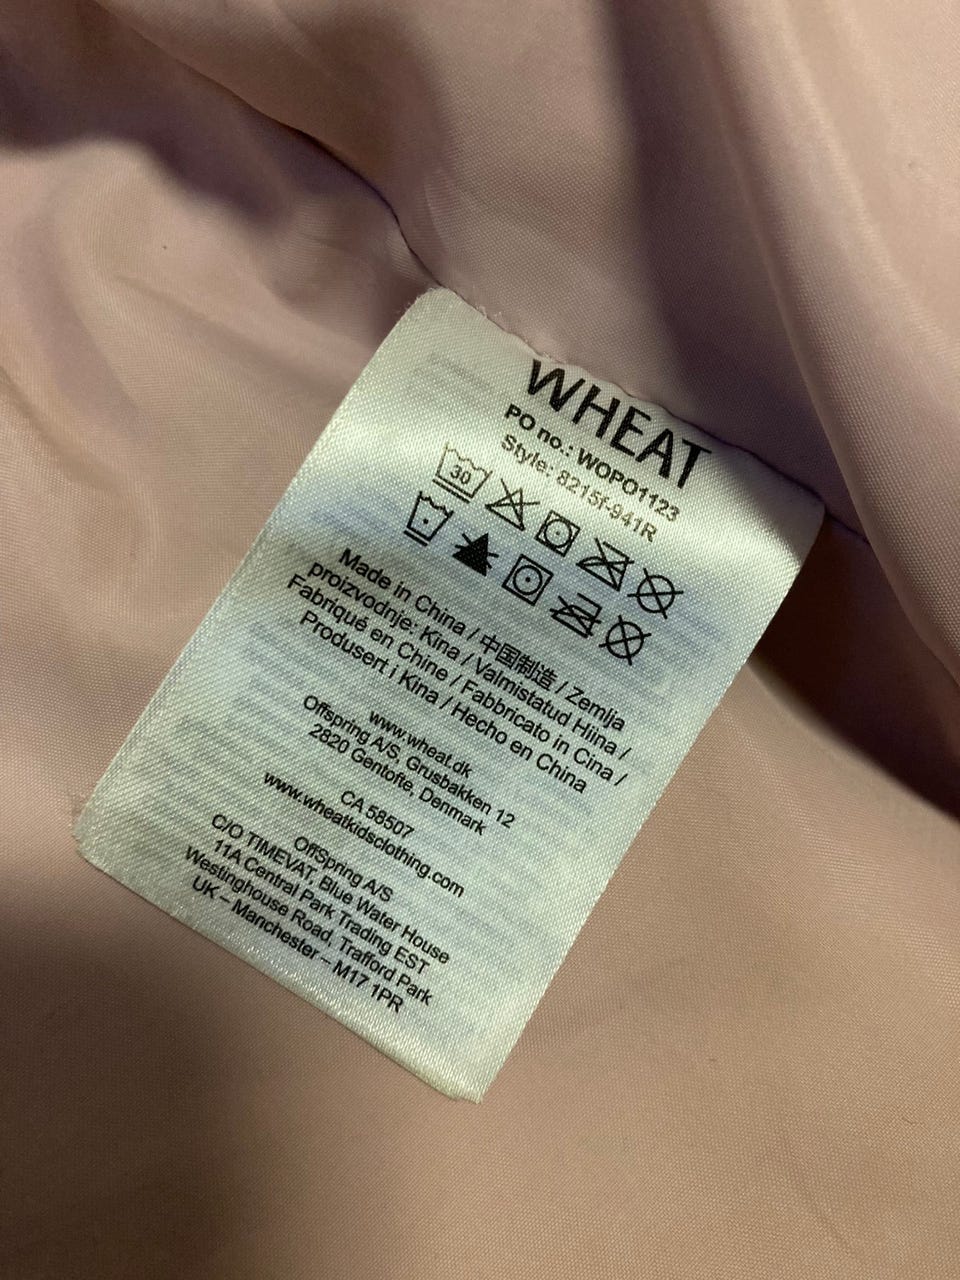 WHEAT
PO no.: WOPO1123
Style: 8215f-941R
30
Made in China / 中国制造 / Zemlja
proizvodnje: Kina / Valmistatud Hiina /
Fabriqué en Chine / Fabbricato in Cina /
Produsert i Kina / Hecho en China
www.wheat.dk
Offspring A/S, Grusbakken 12
2820 Gentofte, Denmark
CA 58507
www.wheatkidsclothing.com
OffSpring A/S
C/O TIMEVAT, Blue Water House
11A Central Park Trading EST
Westinghouse Road, Trafford Park
UK – Manchester – M17 1PR